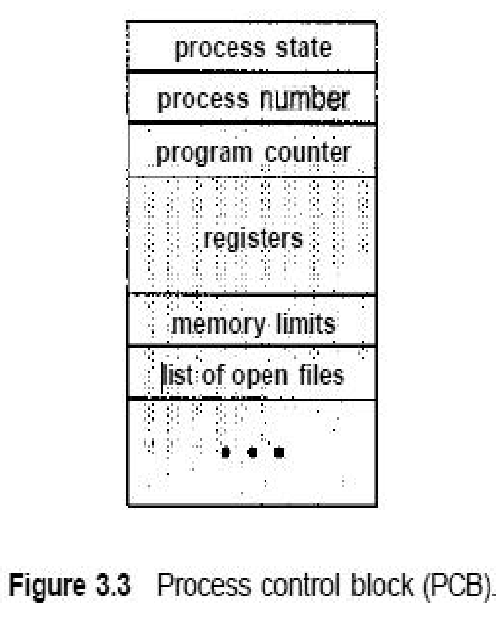 process state
process number
program counter
registers
memory limits
list of open files
• • •
Figure 3.3 Process control block (PCB).